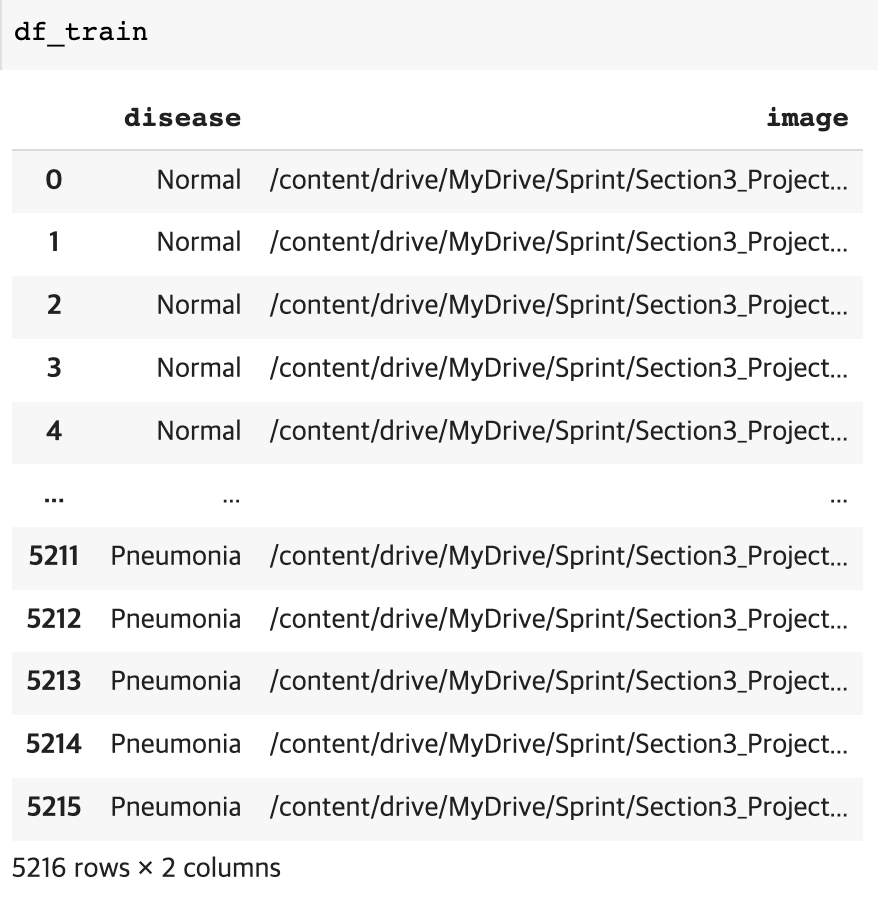 df_train
disease image
0 Normal /content/drive/MyDrive/Sprint/Section3_Project...
1 Normal /content/drive/MyDrive/Sprint/Section3_Project...
2 Normal /content/drive/MyDrive/Sprint/Section3_Project...
3 Normal /content/drive/MyDrive/Sprint/Section3_Project...
4 Normal /content/drive/MyDrive/Sprint/Section3_Project...
... ... ...
5211 Pneumonia /content/drive/MyDrive/Sprint/Section3_Project...
5212 Pneumonia /content/drive/MyDrive/Sprint/Section3_Project...
5213 Pneumonia /content/drive/MyDrive/Sprint/Section3_Project...
5214 Pneumonia /content/drive/MyDrive/Sprint/Section3_Project...
5215 Pneumonia /content/drive/MyDrive/Sprint/Section3_Project...
5216 rows × 2 columns